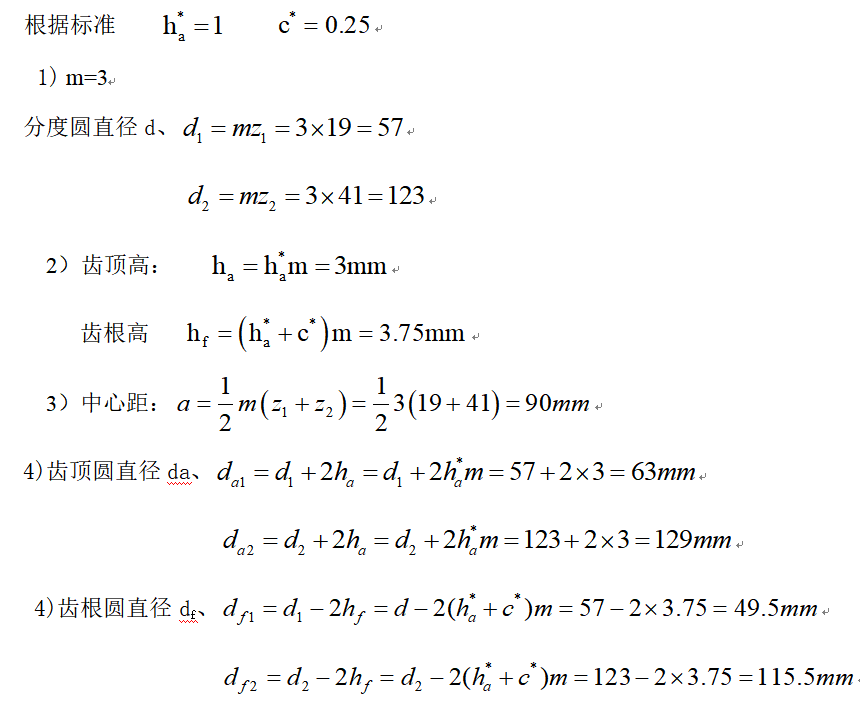 根据标准 h*a = 1 c* = 0.25
1) m=3
分度圆直径 d、d1 = mz1 = 3×19 = 57
d2 = mz2 = 3×41 = 123
2）齿顶高： ha = h*a m = 3mm
齿根高 hf = (h*a + c*)m = 3.75mm
3）中心距： a = 1/2 m(z1 + z2) = 1/2 3(19 + 41) = 90mm
4)齿顶圆直径 da、da1 = d1 + 2ha = d1 + 2h*a m = 57 + 2×3 = 63mm
da2 = d2 + 2ha = d2 + 2h*a m = 123 + 2×3 = 129mm
4)齿根圆直径 df、df1 = d1 − 2hf = d − 2(h*a + c*)m = 57 − 2×3.75 = 49.5mm
df2 = d2 − 2hf = d2 − 2(h*a + c*)m = 123 − 2×3.75 = 115.5mm